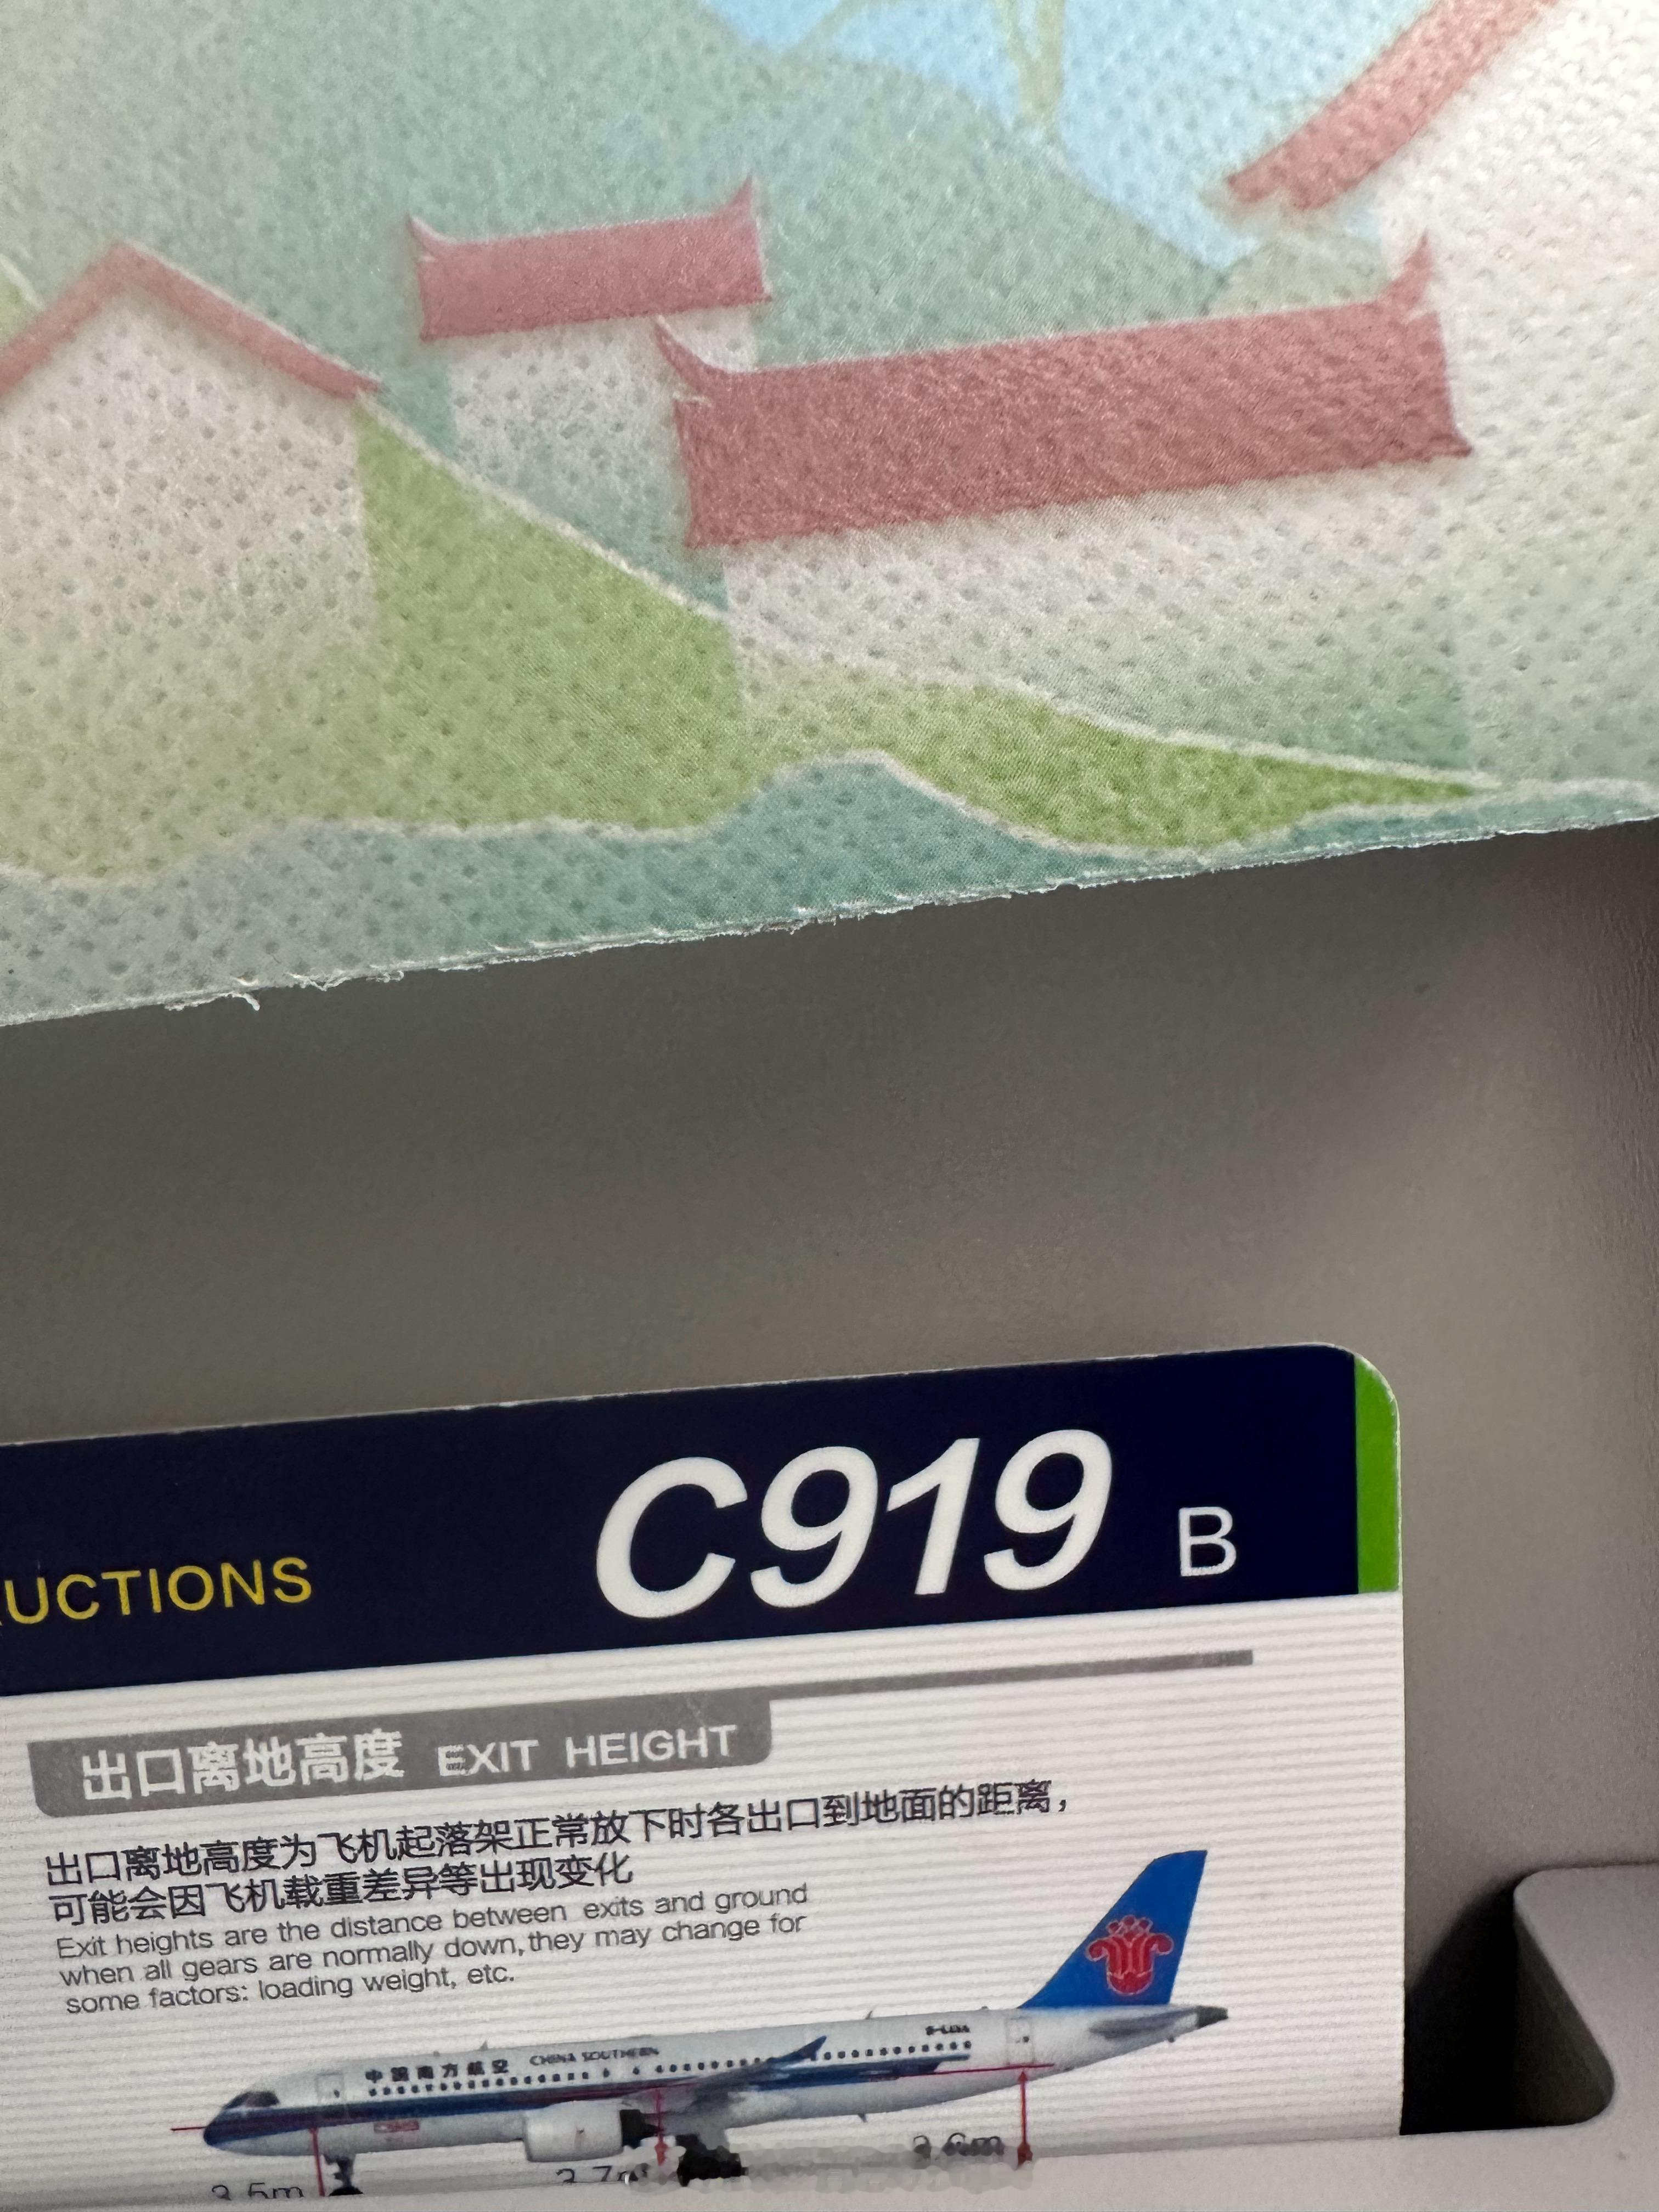 C919 B
UCTIONS
出口离地高度 EXIT HEIGHT
出口离地高度为飞机起落架正常放下时各出口到地面的距离，
可能会因飞机载重差异等出现变化
Exit heights are the distance between exits and ground
when all gears are normally down, they may change for
some factors: loading weight, etc.
中国南方航空 CHINA SOUTHERN
C919
3.5m